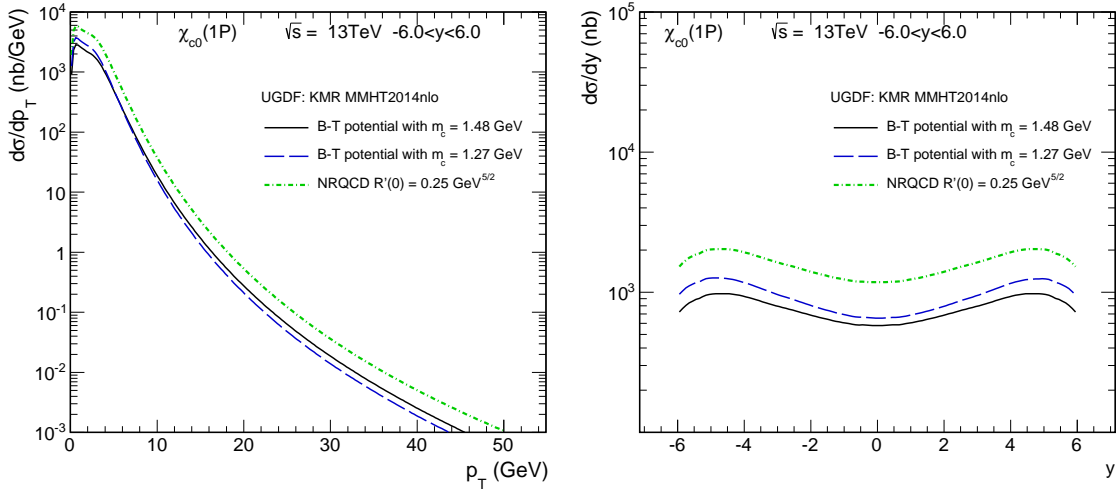 χc0(1P) √s = 13TeV -6.0<y<6.0
UGDF: KMR MMHT2014nlo
B-T potential with mc = 1.48 GeV
B-T potential with mc = 1.27 GeV
NRQCD R'(0) = 0.25 GeV^5/2
dσ/dpT (nb/GeV)
10^4
10^3
10^2
10
1
10^-1
10^-2
10^-3
0 10 20 30 40 50
pT (GeV)
χc0(1P) √s = 13TeV -6.0<y<6.0
UGDF: KMR MMHT2014nlo
B-T potential with mc = 1.48 GeV
B-T potential with mc = 1.27 GeV
NRQCD R'(0) = 0.25 GeV^5/2
dσ/dy (nb)
10^5
10^4
10^3
-6 -4 -2 0 2 4 6
y